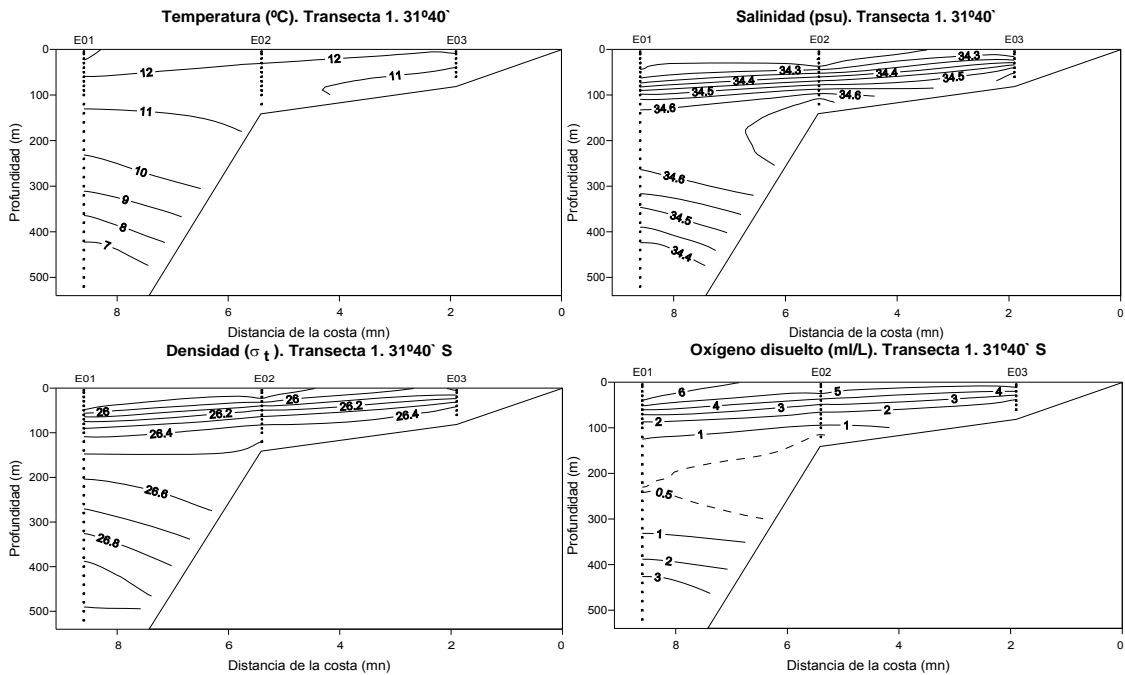 Temperatura (ºC). Transecta 1. 31º40`
E01 E02 E03
0
100
200
300
400
500
Profundidad (m)
12 12
11
11
10
9
8
7
8 6 4 2 0
Distancia de la costa (mn)
Salinidad (psu). Transecta 1. 31º40`
E01 E02 E03
0
100
200
300
400
500
Profundidad (m)
34.3 34.3
34.4 34.4
34.5 34.5
34.6 34.6
34.6
34.5
34.4
8 6 4 2 0
Distancia de la costa (mn)
Densidad (σ t ). Transecta 1. 31º40` S
E01 E02 E03
0
100
200
300
400
500
Profundidad (m)
26 26
26.2 26.2
26.4 26.4
26.6
26.8
8 6 4 2 0
Distancia de la costa (mn)
Oxígeno disuelto (ml/L). Transecta 1. 31º40` S
E01 E02 E03
0
100
200
300
400
500
Profundidad (m)
6 5 4
4 3 2
2 1
1
0.5
1
2
3
8 6 4 2 0
Distancia de la costa (mn)